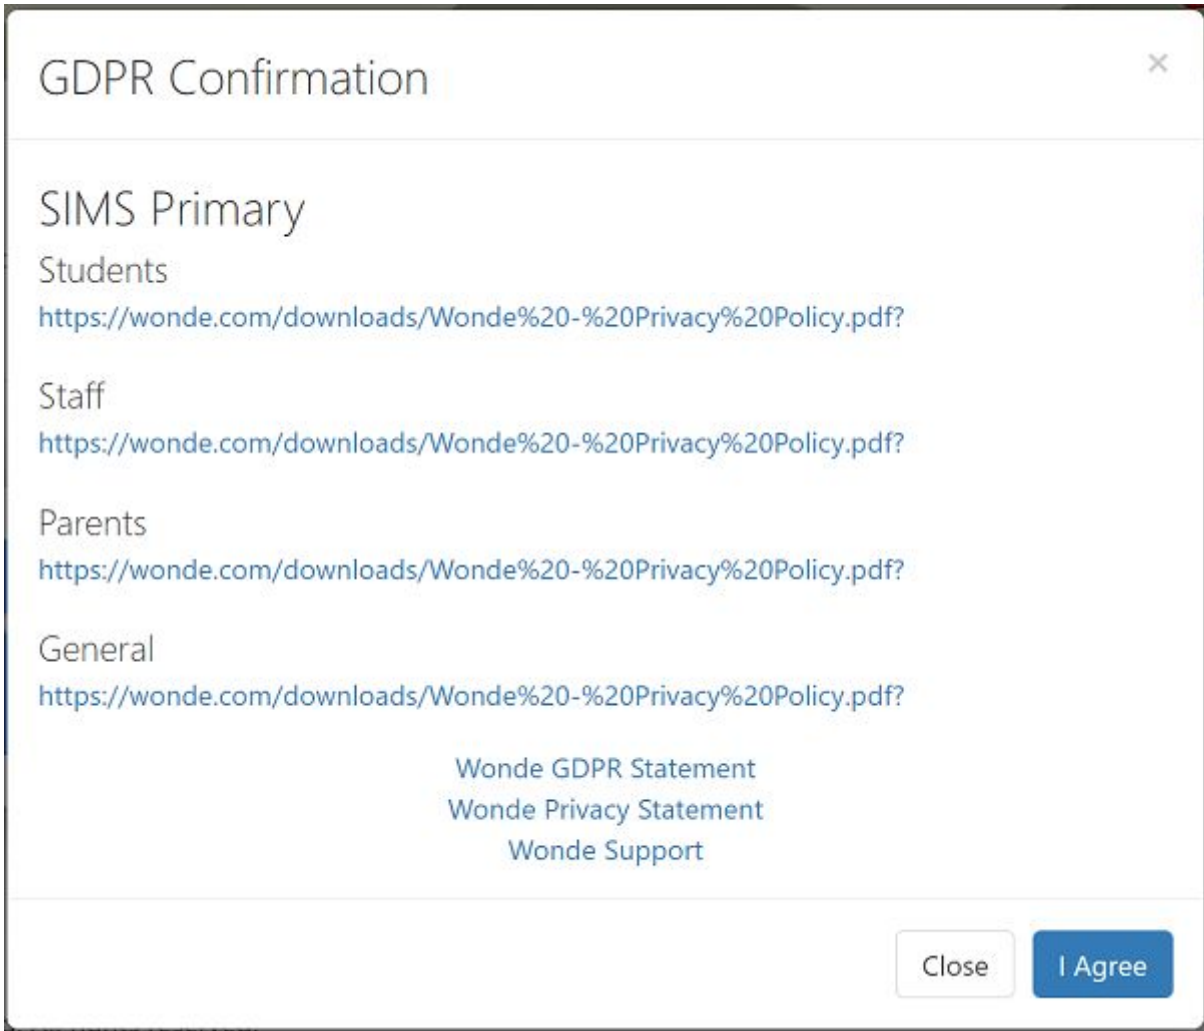 GDPR Confirmation
×
SIMS Primary
Students
https://wonde.com/downloads/Wonde%20-%20Privacy%20Policy.pdf?
Staff
https://wonde.com/downloads/Wonde%20-%20Privacy%20Policy.pdf?
Parents
https://wonde.com/downloads/Wonde%20-%20Privacy%20Policy.pdf?
General
https://wonde.com/downloads/Wonde%20-%20Privacy%20Policy.pdf?
Wonde GDPR Statement
Wonde Privacy Statement
Wonde Support
Close
I Agree